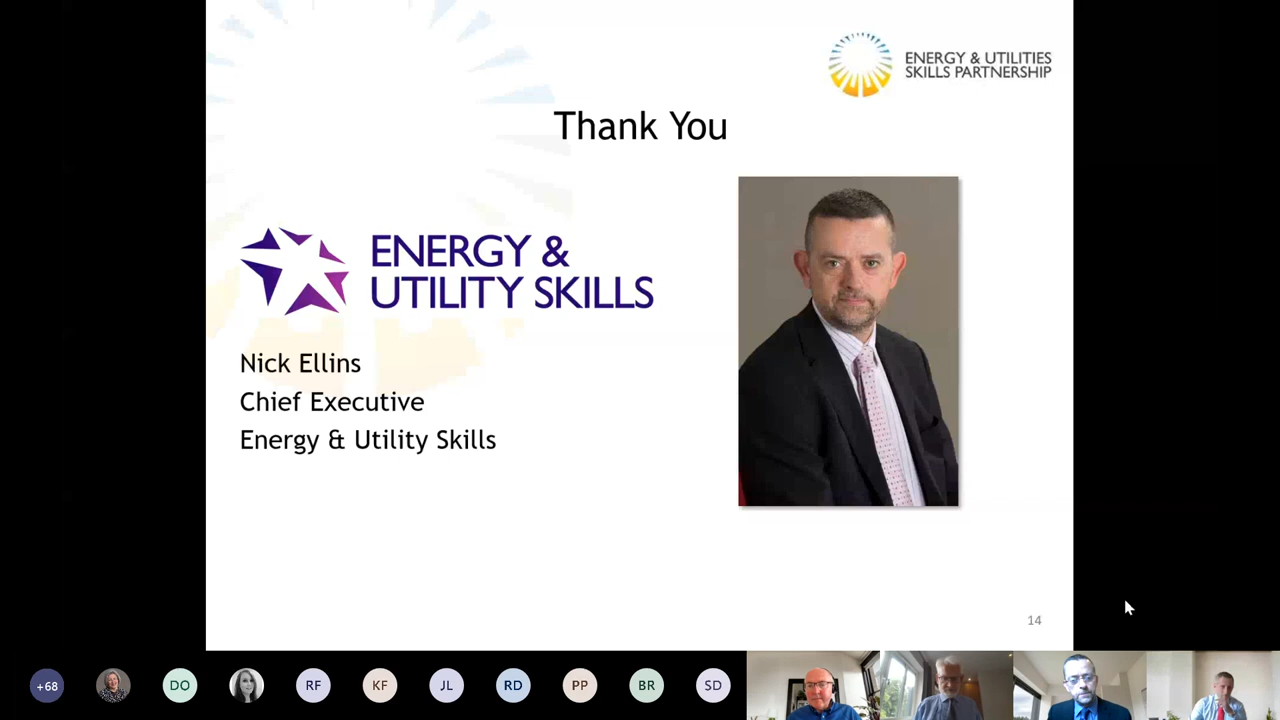 ENERGY & UTILITIES
SKILLS PARTNERSHIP
Thank You
ENERGY &
UTILITY SKILLS
Nick Ellins
Chief Executive
Energy & Utility Skills
14
+68
DO
RF
KF
JL
RD
PP
BR
SD